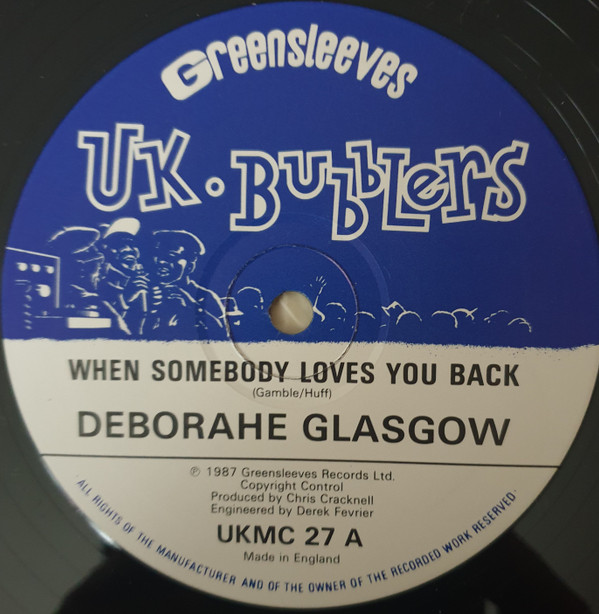 Greensleeves
UK•BUBBLERS
WHEN SOMEBODY LOVES YOU BACK
(Gamble/Huff)
DEBORAHE GLASGOW
℗ 1987 Greensleeves Records Ltd.
Copyright Control
Produced by Chris Cracknell
Engineered by Derek Fevrier
UKMC 27 A
Made in England
ALL RIGHTS OF THE MANUFACTURER AND OF THE OWNER OF THE RECORDED WORK RESERVED.